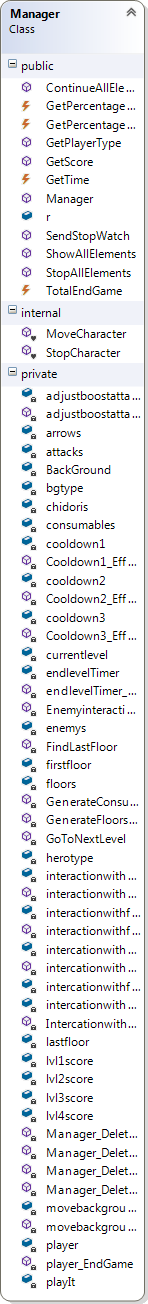 Manager
Class
public
ContinueAllEle...
GetPercentage...
GetPercentage...
GetPlayerType
GetScore
GetTime
Manager
r
SendStopWatch
ShowAllElements
StopAllElements
TotalEndGame
internal
MoveCharacter
StopCharacter
private
adjustboostatta...
adjustboostatta...
arrows
attacks
BackGround
bgtype
chidoris
consumables
cooldown1
Cooldown1_Eff...
cooldown2
Cooldown2_Eff...
cooldown3
Cooldown3_Eff...
currentlevel
endlevelTimer
endlevelTimer_...
Enemyinteracti...
enemys
FindLastFloor
firstfloor
floors
GenerateConsu...
GenerateFloors...
GoToNextLevel
herotype
interactionwith...
interactionwith...
interactionwithf...
interactionwithf...
intercationwith...
intercationwith...
intercationwith...
Intercationwith...
lastfloor
lvl1score
lvl2score
lvl3score
lvl4score
Manager_Delet...
Manager_Delet...
Manager_Delet...
Manager_Delet...
movebackgrou...
movebackgrou...
player
player_EndGame
playIt